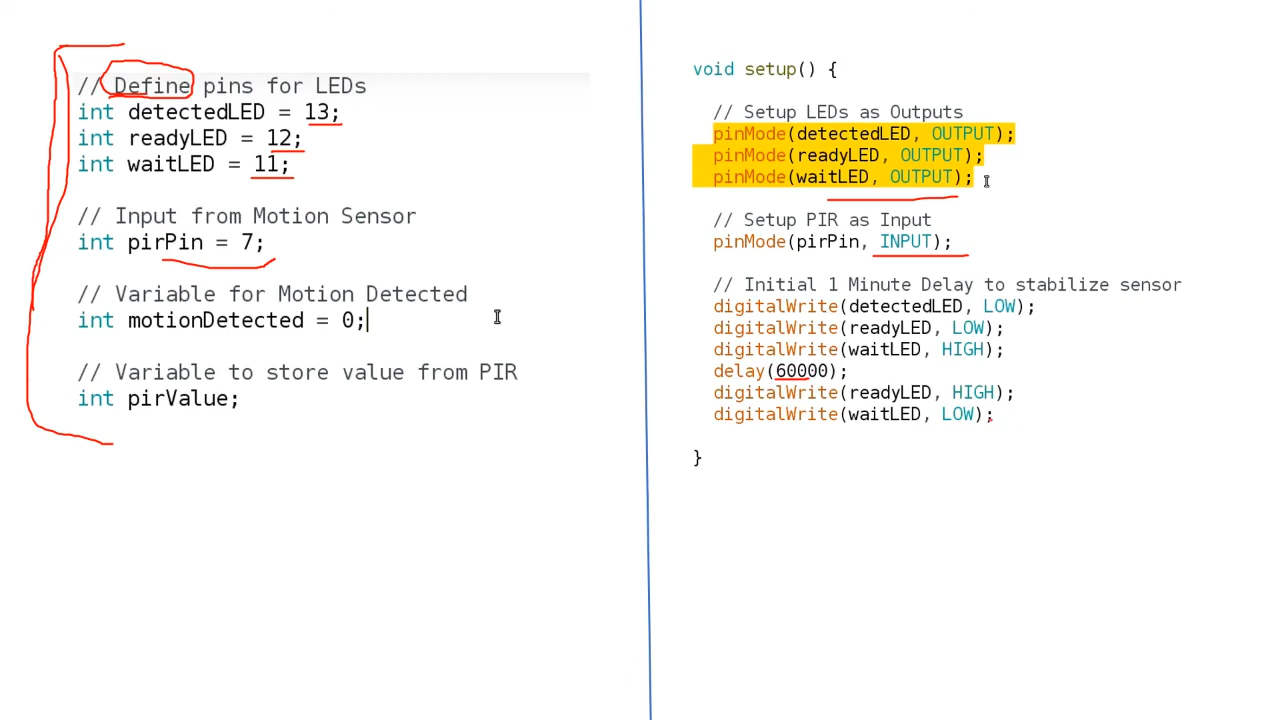 // Define pins for LEDs
int detectedLED = 13;
int readyLED = 12;
int waitLED = 11;
// Input from Motion Sensor
int pirPin = 7;
// Variable for Motion Detected
int motionDetected = 0;
// Variable to store value from PIR
int pirValue;
void setup() {
// Setup LEDs as Outputs
pinMode(detectedLED, OUTPUT);
pinMode(readyLED, OUTPUT);
pinMode(waitLED, OUTPUT);
// Setup PIR as Input
pinMode(pirPin, INPUT);
// Initial 1 Minute Delay to stabilize sensor
digitalWrite(detectedLED, LOW);
digitalWrite(readyLED, LOW);
digitalWrite(waitLED, HIGH);
delay(60000);
digitalWrite(readyLED, HIGH);
digitalWrite(waitLED, LOW);
}